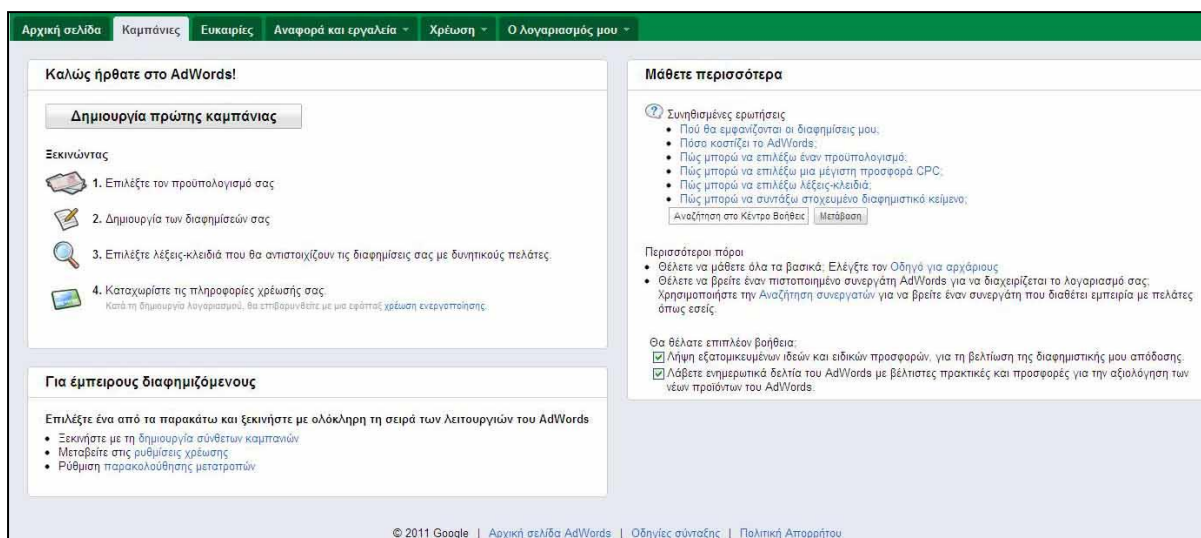 Αρχική σελίδα Καμπάνιες Ευκαιρίες Αναφορά και εργαλεία Χρέωση Ο λογαριασμός μου
Καλώς ήρθατε στο AdWords!
Δημιουργία πρώτης καμπάνιας
Ξεκινώντας
1. Επιλέξτε τον προϋπολογισμό σας
2. Δημιουργία των διαφημίσεών σας
3. Επιλέξτε λέξεις-κλειδιά που θα αντιστοιχίζουν τις διαφημίσεις σας με δυνητικούς πελάτες.
4. Καταχωρίστε τις πληροφορίες χρέωσής σας.
Κατά τη δημιουργία λογαριασμού, θα επιβαρυνθείτε με μια εφάπαξ χρέωση ενεργοποίησης.
Για έμπειρους διαφημιζόμενους
Επιλέξτε ένα από τα παρακάτω και ξεκινήστε με ολόκληρη τη σειρά των λειτουργιών του AdWords
• Ξεκινήστε με τη δημιουργία σύνθετων καμπανιών
• Μεταβείτε στις ρυθμίσεις χρέωσης
• Ρύθμιση παρακολούθησης μετατροπών
Μάθετε περισσότερα
Συνηθισμένες ερωτήσεις
• Πού θα εμφανίζονται οι διαφημίσεις μου;
• Πόσο κοστίζει το AdWords;
• Πώς μπορώ να επιλέξω έναν προϋπολογισμό;
• Πώς μπορώ να επιλέξω μια μέγιστη προσφορά CPC;
• Πώς μπορώ να επιλέξω λέξεις-κλειδιά;
• Πώς μπορώ να συντάξω στοχευμένο διαφημιστικό κείμενο;
Αναζήτηση στο Κέντρο Βοήθεις Μετάβαση
Περισσότεροι πόροι
• Θέλετε να μάθετε όλα τα βασικά; Ελέγξτε τον Οδηγό για αρχάριους
• Θέλετε να βρείτε έναν πιστοποιημένο συνεργάτη AdWords για να διαχειρίζεται το λογαριασμό σας;
Χρησιμοποιήστε την Αναζήτηση συνεργατών για να βρείτε έναν συνεργάτη που διαθέτει εμπειρία με πελάτες
όπως εσείς.
Θα θέλατε επιπλέον βοήθεια;
Λήψη εξατομικευμένων ιδεών και ειδικών προσφορών, για τη βελτίωση της διαφημιστικής μου απόδοσης.
Λάβετε ενημερωτικά δελτία του AdWords με βέλτιστες πρακτικές και προσφορές για την αξιολόγηση των
νέων προϊόντων του AdWords.
© 2011 Google | Αρχική σελίδα AdWords | Οδηγίες σύνταξης | Πολιτική Απορρήτου